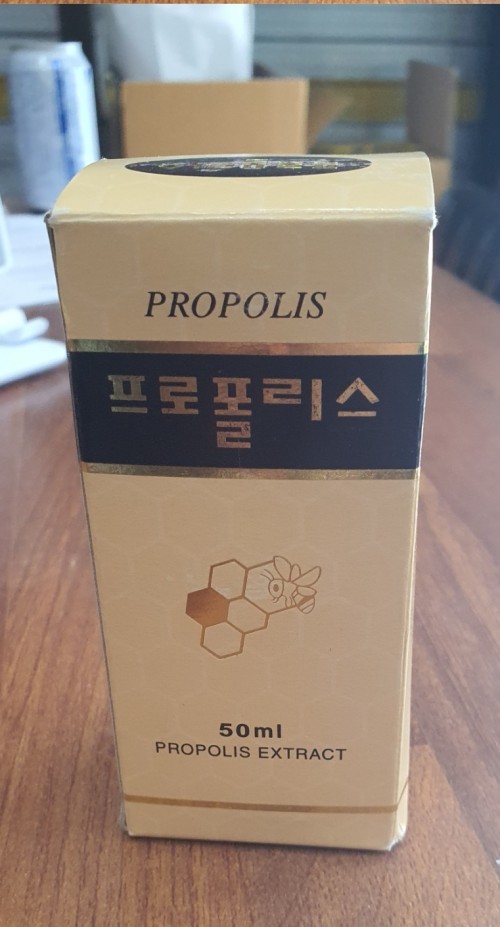 PROPOLIS
프로폴리스
50ml
PROPOLIS EXTRACT